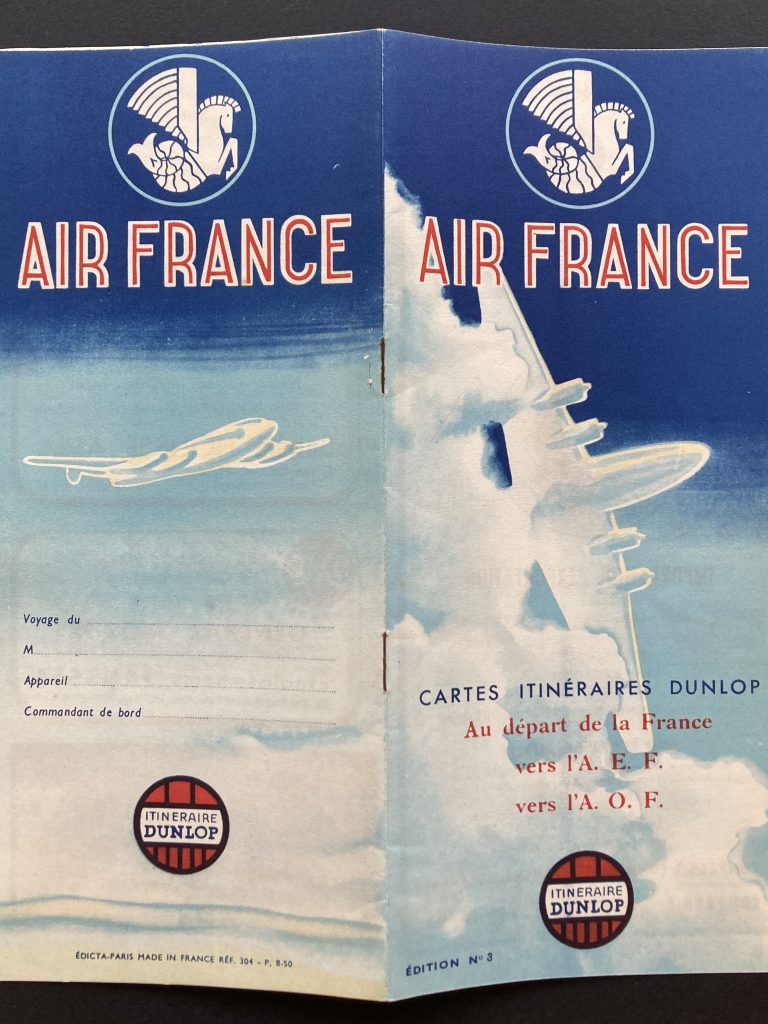 AIR FRANCE
Voyage du
M
Appareil
Commandant de bord
ITINERAIRE
DUNLOP
ÉDICTA-PARIS MADE IN FRANCE RÉF. 304 - P. 8-50
AIR FRANCE
CARTES ITINÉRAIRES DUNLOP
Au départ de la France
vers l'A. E. F.
vers l'A. O. F.
ITINERAIRE
DUNLOP
ÉDITION Nº 3